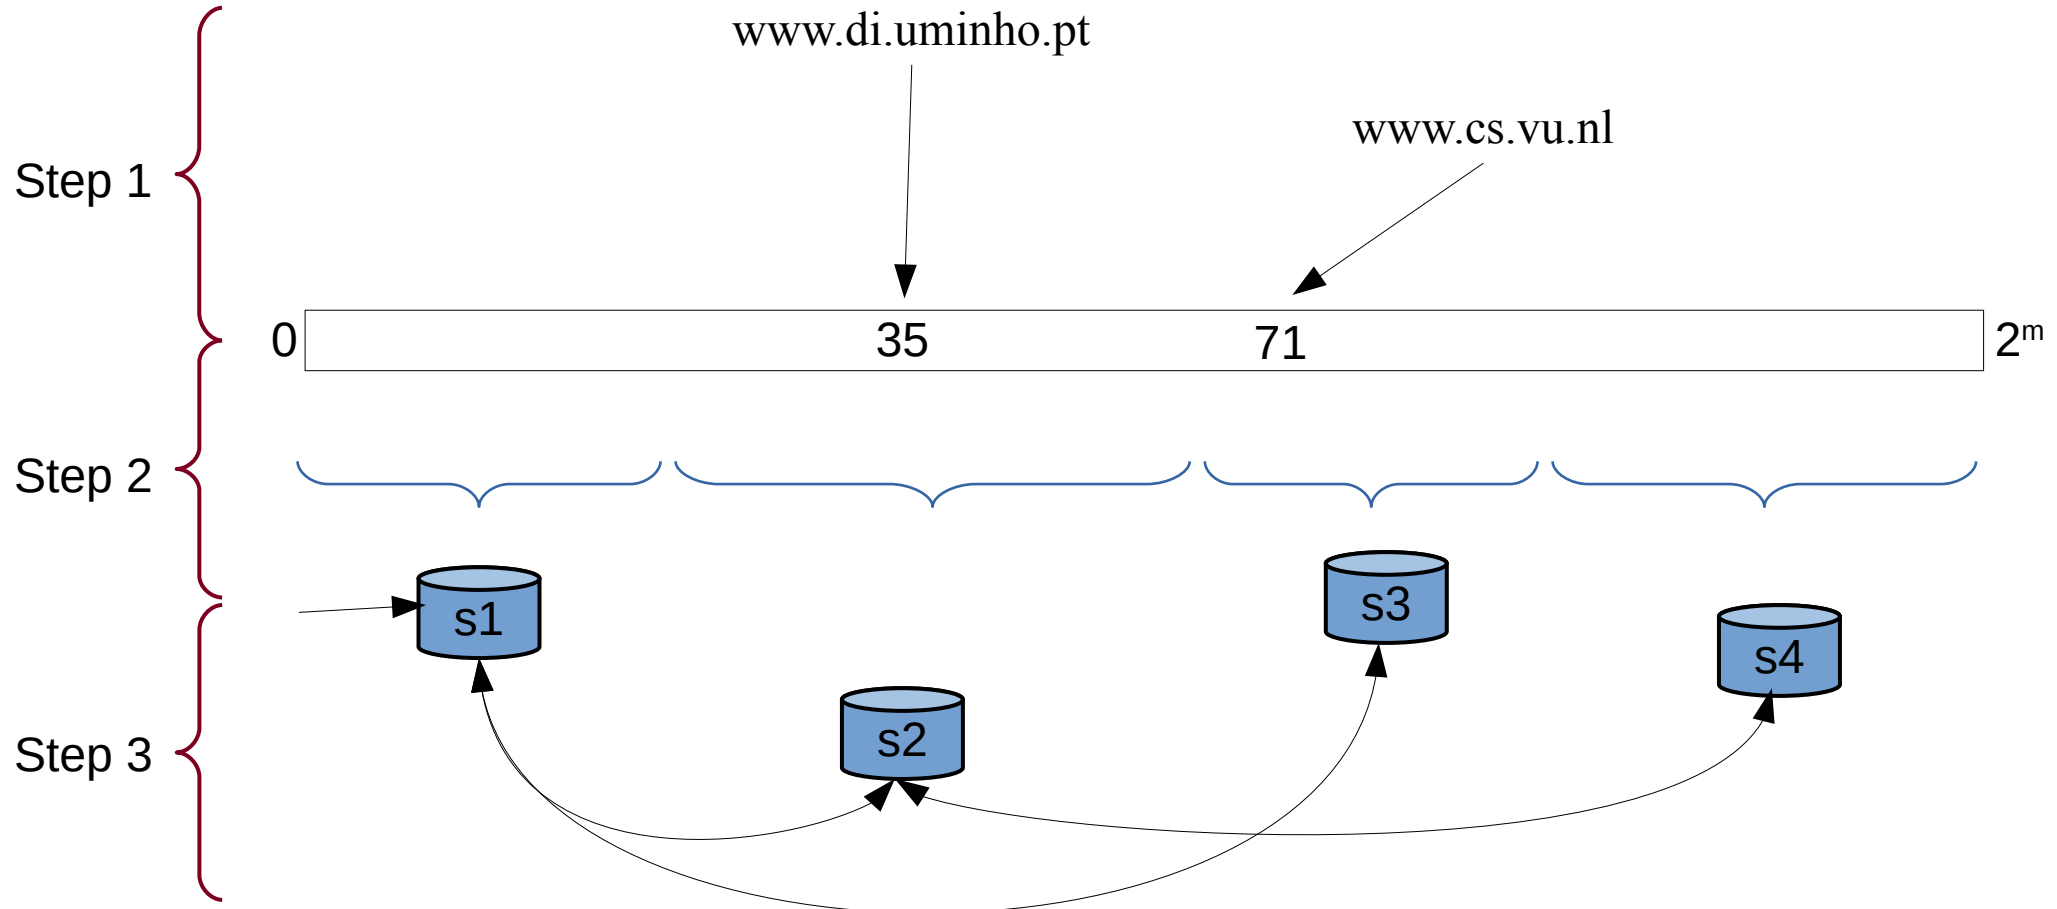 www.di.uminho.pt
www.cs.vu.nl
Step 1
0 35 71 2ᵐ
Step 2
s1 s2 s3 s4
Step 3